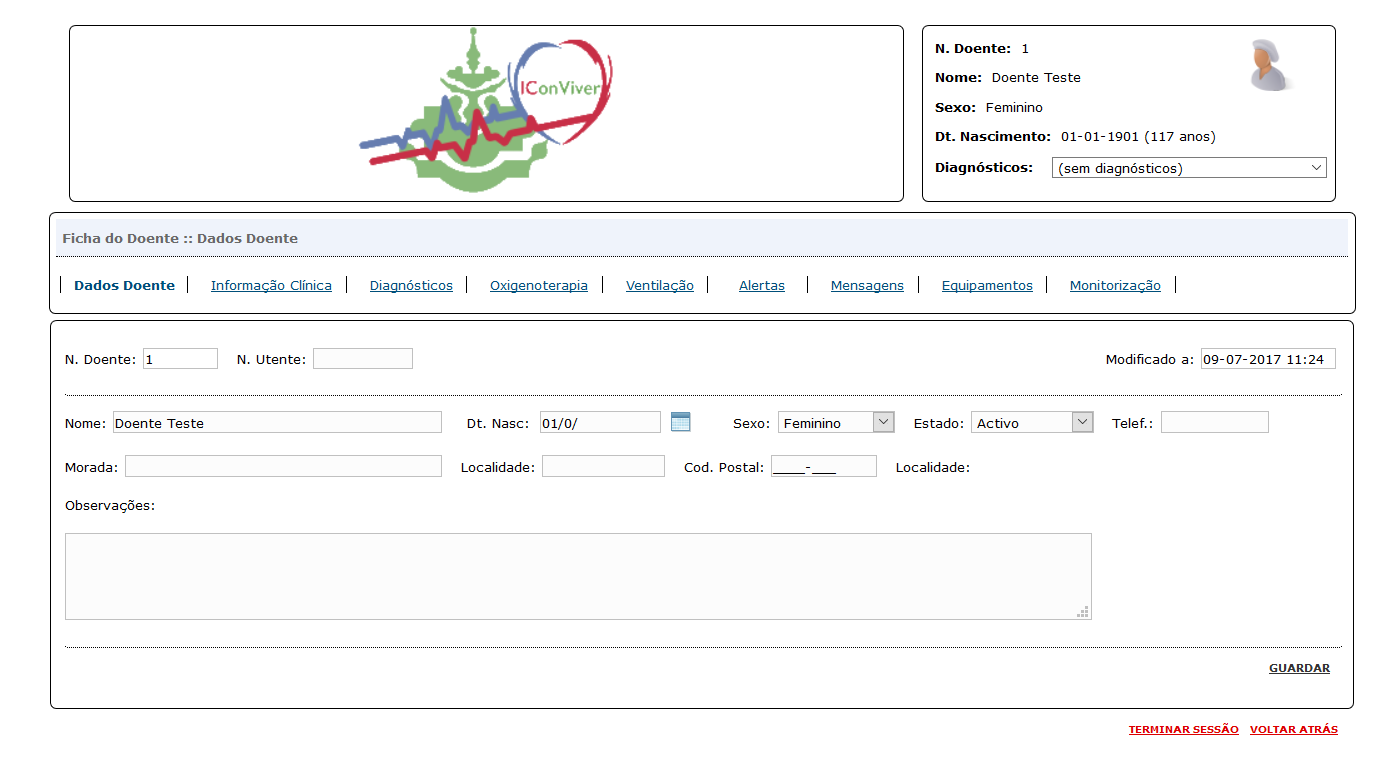 IConViver
N. Doente: 1
Nome: Doente Teste
Sexo: Feminino
Dt. Nascimento: 01-01-1901 (117 anos)
Diagnósticos: (sem diagnósticos)
Ficha do Doente :: Dados Doente
Dados Doente Informação Clínica Diagnósticos Oxigenoterapia Ventilação Alertas Mensagens Equipamentos Monitorização
N. Doente: 1 N. Utente: Modificado a: 09-07-2017 11:24
Nome: Doente Teste Dt. Nasc: 01/0/ Sexo: Feminino Estado: Activo Telef.:
Morada: Localidade: Cod. Postal: ____-___ Localidade:
Observações:
GUARDAR
TERMINAR SESSÃO VOLTAR ATRÁS